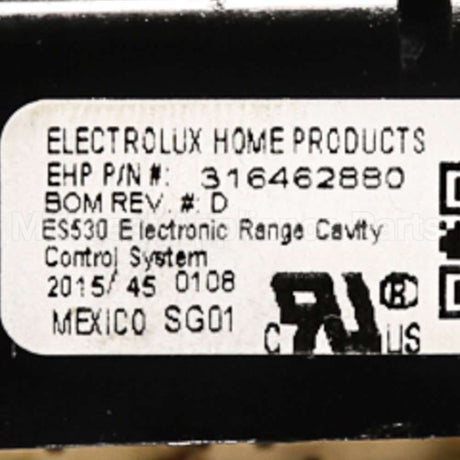 ELECTROLUX HOME PRODUCTS
EHP P/N #: 316462880
BOM REV. #: D
ES530 Electronic Range Cavity
Control System
2015/ 45 0108
MEXICO SG01
C RU ® US